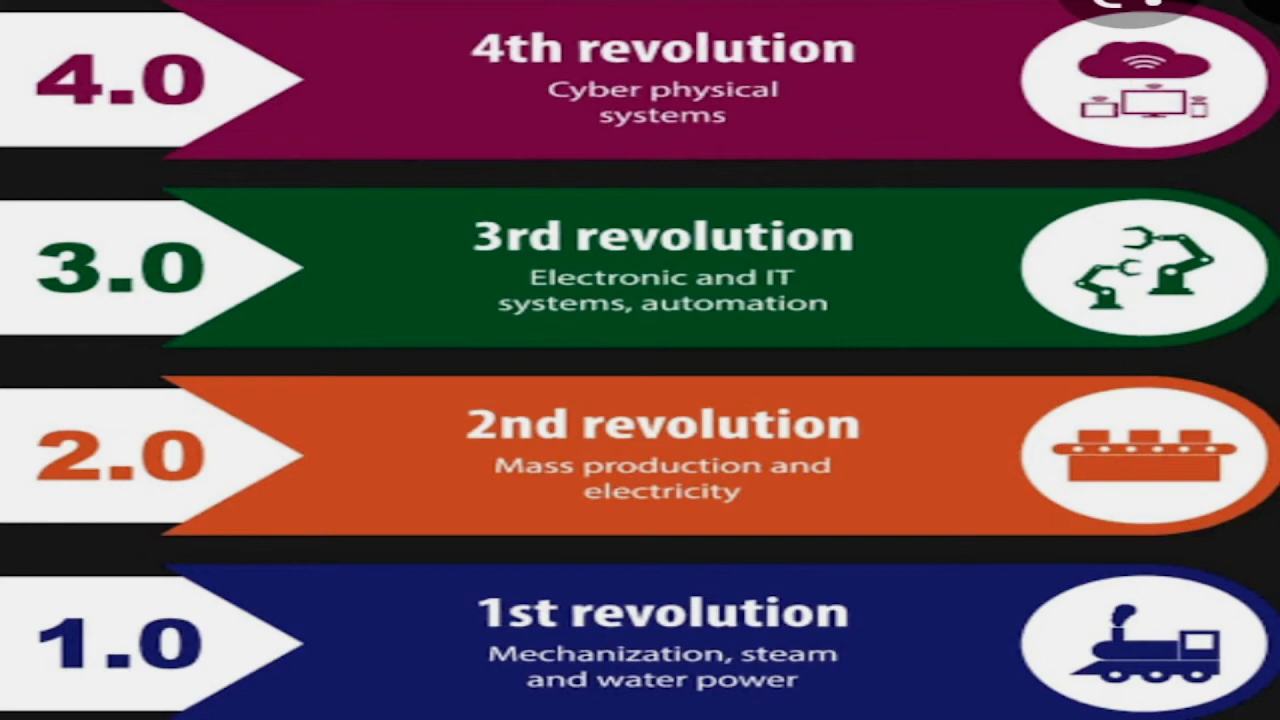 4.0
4th revolution
Cyber physical
systems
3.0
3rd revolution
Electronic and IT
systems, automation
2.0
2nd revolution
Mass production and
electricity
1.0
1st revolution
Mechanization, steam
and water power